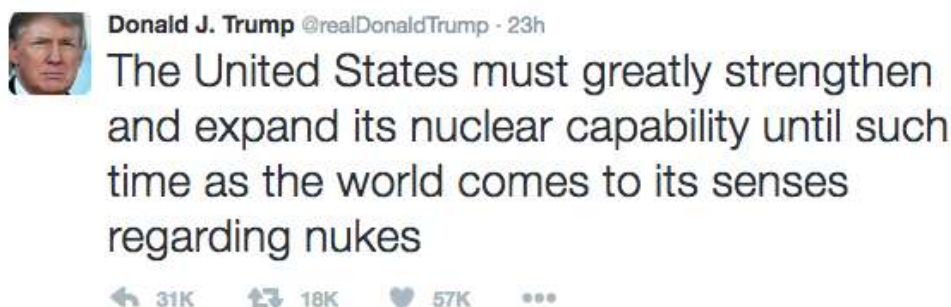 Donald J. Trump @realDonaldTrump · 23h
The United States must greatly strengthen
and expand its nuclear capability until such
time as the world comes to its senses
regarding nukes
31K 18K 57K